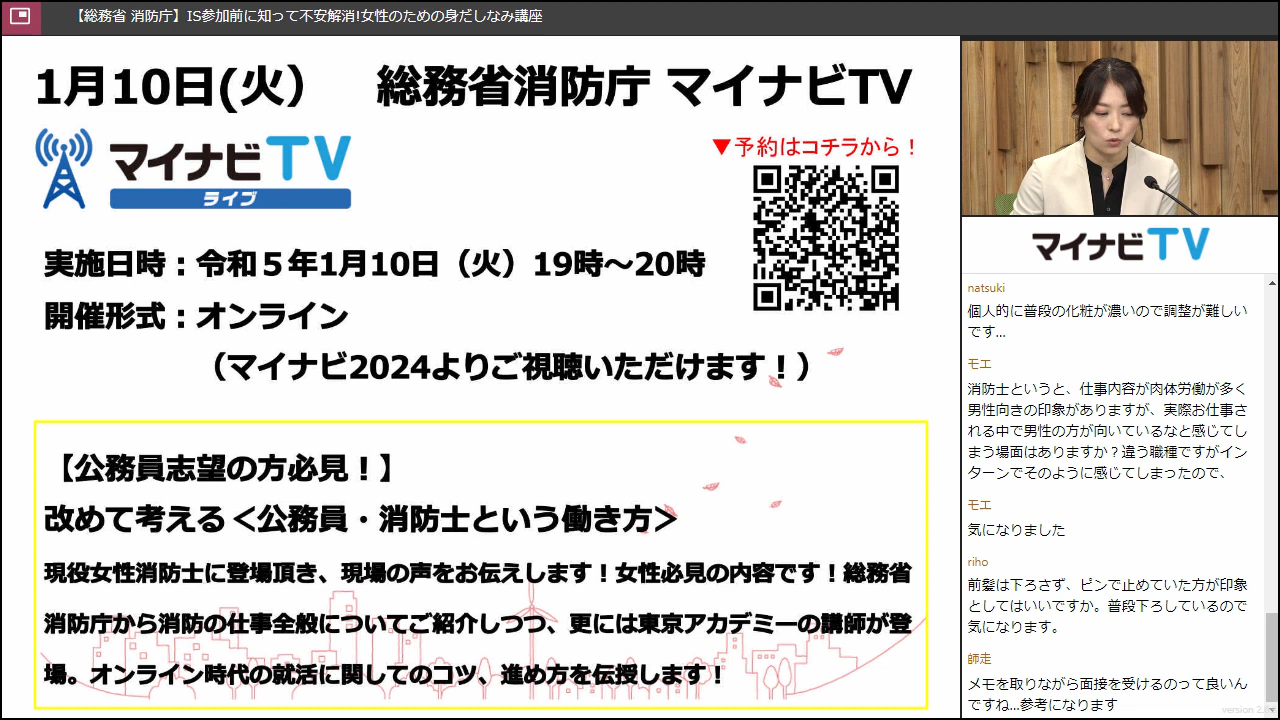 【総務省 消防庁】IS参加前に知って不安解消!女性のための身だしなみ講座
1月10日(火) 総務省消防庁 マイナビTV
マイナビTV
ライブ
▼予約はコチラから！
実施日時：令和５年1月10日（火）19時～20時
開催形式：オンライン
（マイナビ2024よりご視聴いただけます！）
【公務員志望の方必見！】
改めて考える＜公務員・消防士という働き方＞
現役女性消防士に登場頂き、現場の声をお伝えします！女性必見の内容です！総務省
消防庁から消防の仕事全般についてご紹介しつつ、更には東京アカデミーの講師が登
場。オンライン時代の就活に関してのコツ、進め方を伝授します！
マイナビTV
natsuki
個人的に普段の化粧が濃いので調整が難しい
です...
モエ
消防士というと、仕事内容が肉体労働が多く
男性向きの印象がありますが、実際お仕事さ
れる中で男性の方が向いているなと感じてし
まう場面はありますか？違う職種ですがイン
ターンでそのように感じてしまったので、
モエ
気になりました
riho
前髪は下ろさず、ピンで止めていた方が印象
としてはいいですか。普段下ろしているので
気になります。
師走
メモを取りながら面接を受けるのって良いん
ですね...参考になります